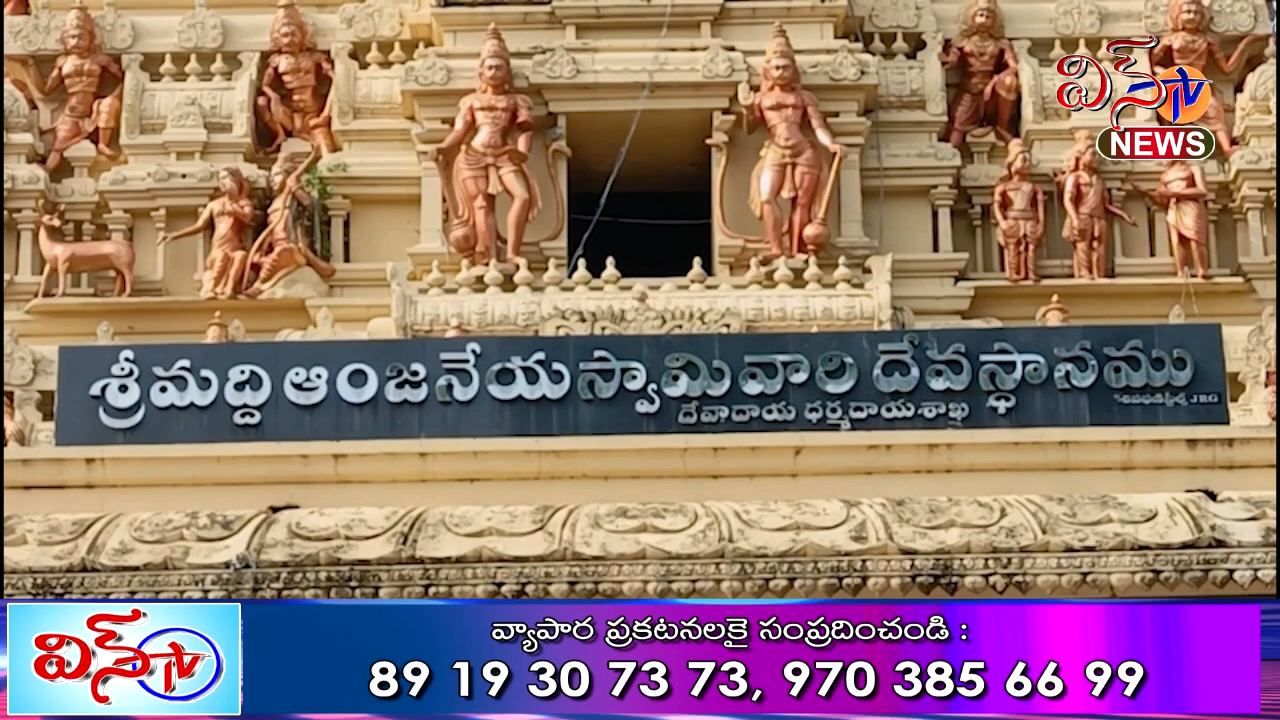 విన్ TV
NEWS
శ్రీ మద్ది ఆంజనేయస్వామి వారి దేవస్థానము
దేవాదాయ ధర్మదాయశాఖ
JRG
విన్ TV
వ్యాపార ప్రకటనలకై సంప్రదించండి :
89 19 30 73 73, 970 385 66 99